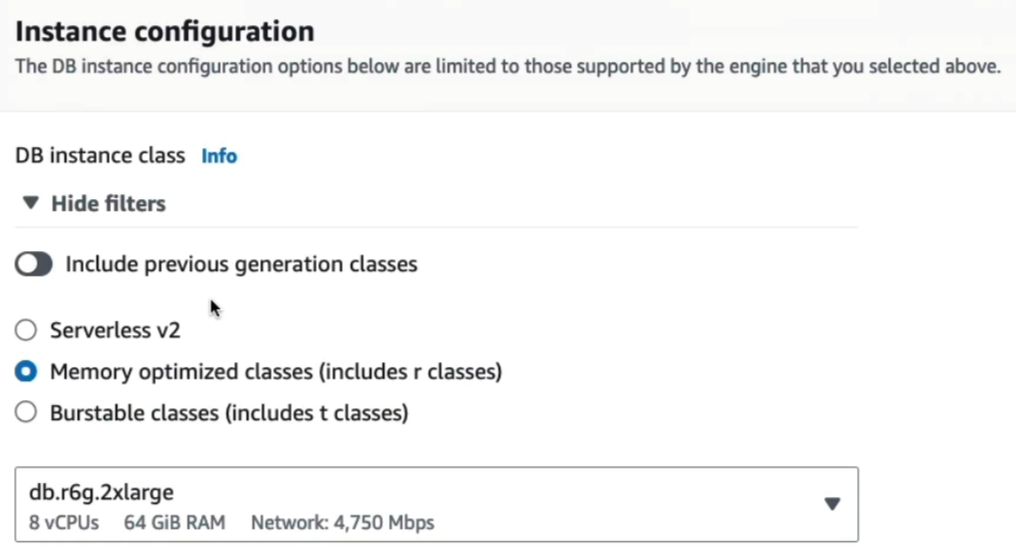 Instance configuration
The DB instance configuration options below are limited to those supported by the engine that you selected above.
DB instance class Info
Hide filters
Include previous generation classes
Serverless v2
Memory optimized classes (includes r classes)
Burstable classes (includes t classes)
db.r6g.2xlarge
8 vCPUs 64 GiB RAM Network: 4,750 Mbps